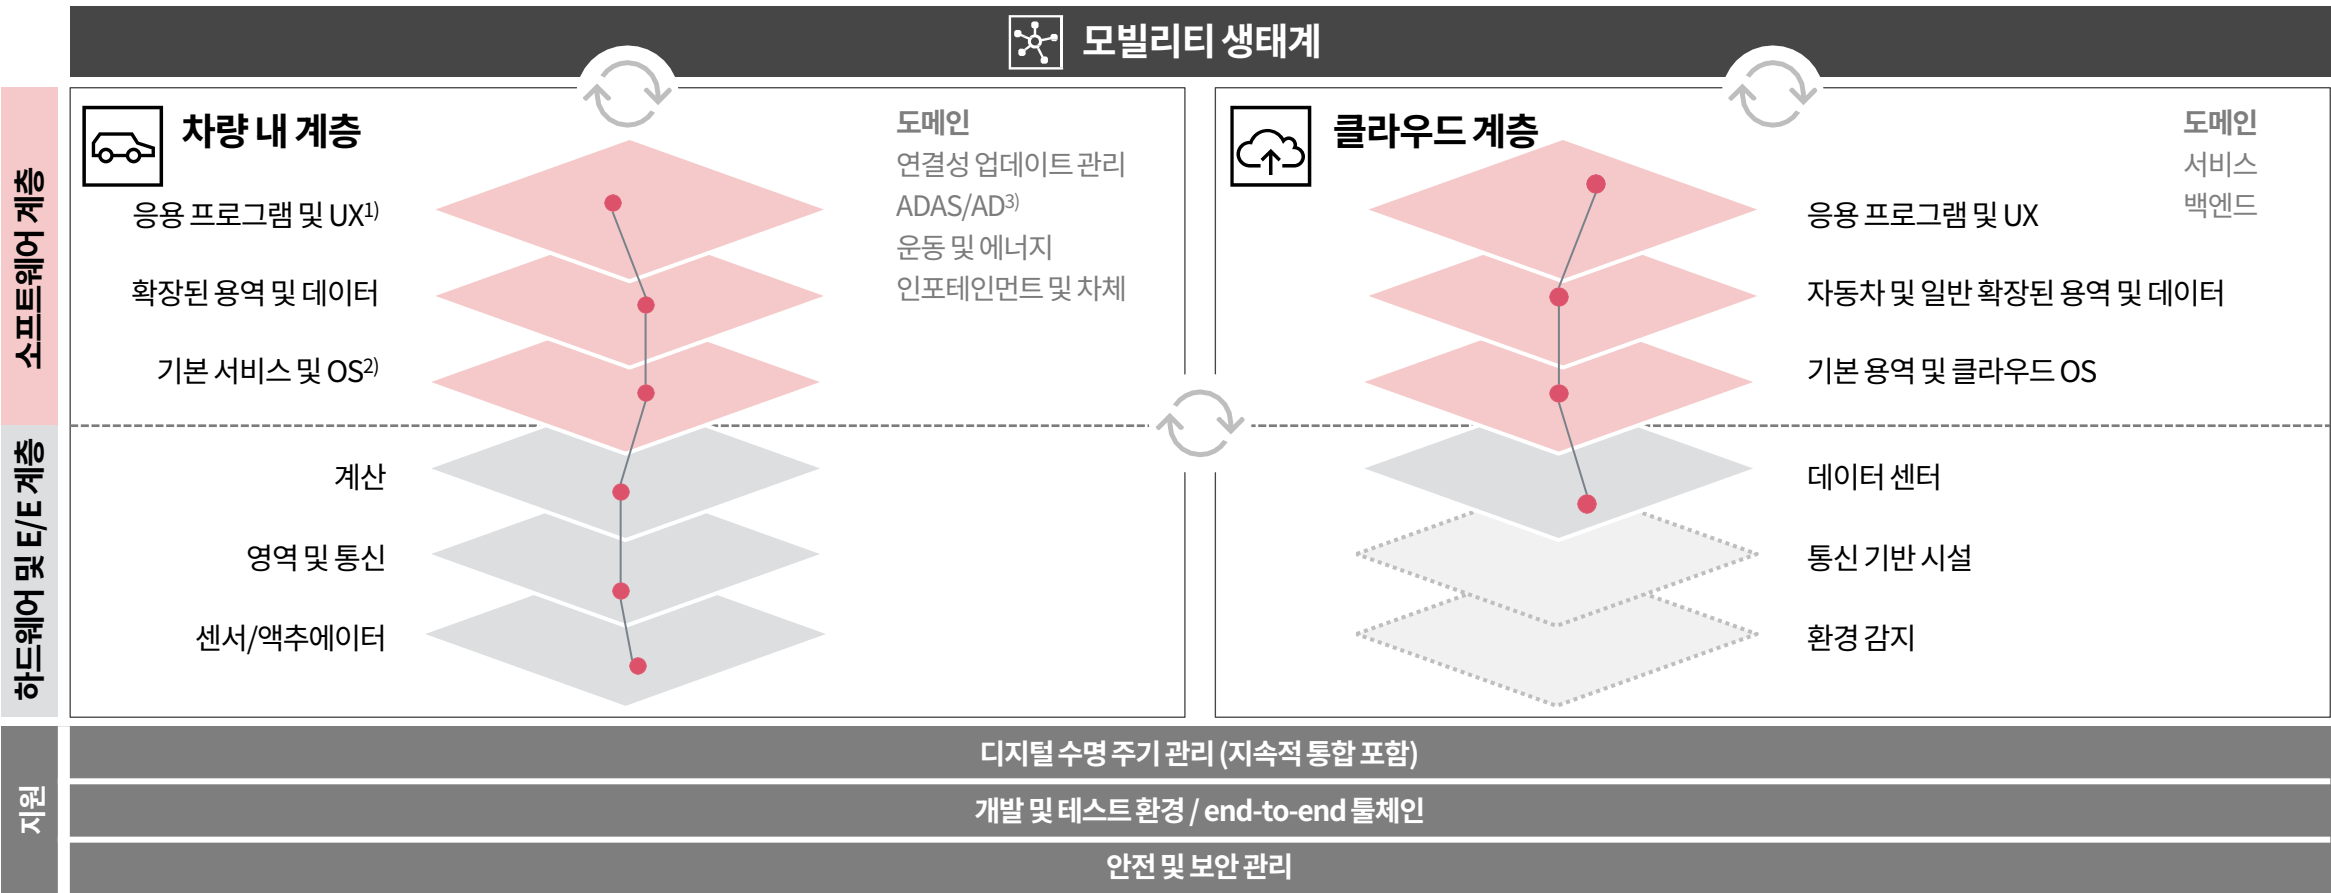 모빌리티 생태계
소프트웨어 계층
차량 내 계층
응용 프로그램 및 UX1)
확장된 용역 및 데이터
기본 서비스 및 OS2)
도메인
연결성 업데이트 관리
ADAS/AD3)
운동 및 에너지
인포테인먼트 및 차체
클라우드 계층
응용 프로그램 및 UX
자동차 및 일반 확장된 용역 및 데이터
기본 용역 및 클라우드 OS
도메인
서비스
백엔드
하드웨어 및 E/E 계층
계산
영역 및 통신
센서/액추에이터
데이터 센터
통신 기반 시설
환경 감지
지원
디지털 수명 주기 관리 (지속적 통합 포함)
개발 및 테스트 환경 / end-to-end 툴체인
안전 및 보안 관리